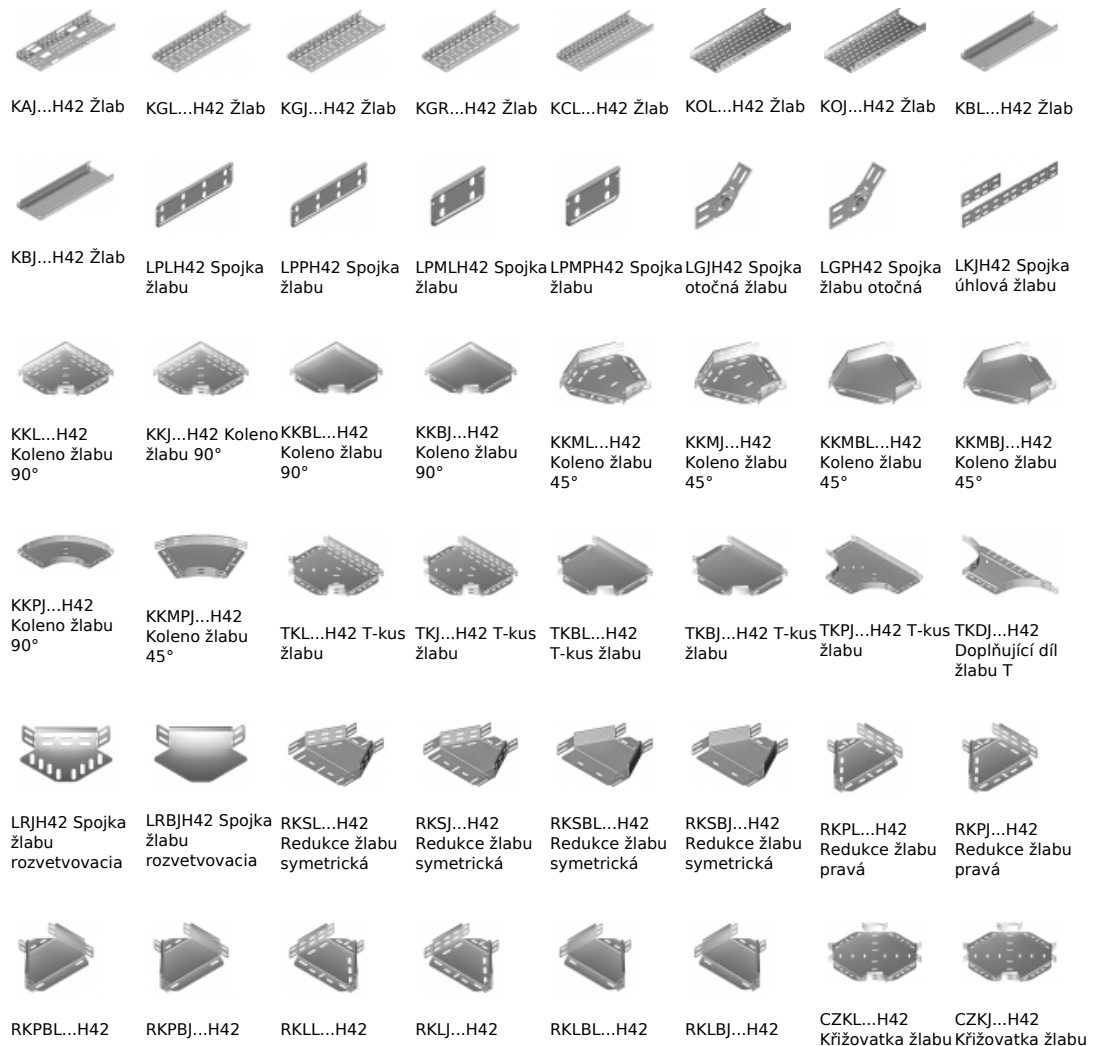 KAJ...H42 Žlab
KGL...H42 Žlab
KGJ...H42 Žlab
KGR...H42 Žlab
KCL...H42 Žlab
KOL...H42 Žlab
KOJ...H42 Žlab
KBL...H42 Žlab
KBJ...H42 Žlab
LPLH42 Spojka
žlabu
LPPH42 Spojka
žlabu
LPMLH42 Spojka
žlabu
LPMPH42 Spojka
žlabu
LGJH42 Spojka
otočná žlabu
LGPH42 Spojka
žlabu otočná
LKJH42 Spojka
úhlová žlabu
KKL...H42
Koleno žlabu
90°
KKJ...H42 Koleno
žlabu 90°
KKBL...H42
Koleno žlabu
90°
KKBJ...H42
Koleno žlabu
90°
KKML...H42
Koleno žlabu
45°
KKMJ...H42
Koleno žlabu
45°
KKMBL...H42
Koleno žlabu
45°
KKMBJ...H42
Koleno žlabu
45°
KKPJ...H42
Koleno žlabu
90°
KKMPJ...H42
Koleno žlabu
45°
TKL...H42 T-kus
žlabu
TKJ...H42 T-kus
žlabu
TKBL...H42
T-kus žlabu
TKBJ...H42 T-kus
žlabu
TKPJ...H42 T-kus
žlabu
TKDJ...H42
Doplňující díl
žlabu T
LRJH42 Spojka
žlabu
rozvetvovacia
LRBJH42 Spojka
žlabu
rozvetvovacia
RKSL...H42
Redukce žlabu
symetrická
RKSJ...H42
Redukce žlabu
symetrická
RKSBL...H42
Redukce žlabu
symetrická
RKSBJ...H42
Redukce žlabu
symetrická
RKPL...H42
Redukce žlabu
pravá
RKPJ...H42
Redukce žlabu
pravá
RKPBL...H42
RKPBJ...H42
RKLL...H42
RKLJ...H42
RKLBL...H42
RKLBJ...H42
CZKL...H42
Křižovatka žlabu
CZKJ...H42
Křižovatka žlabu